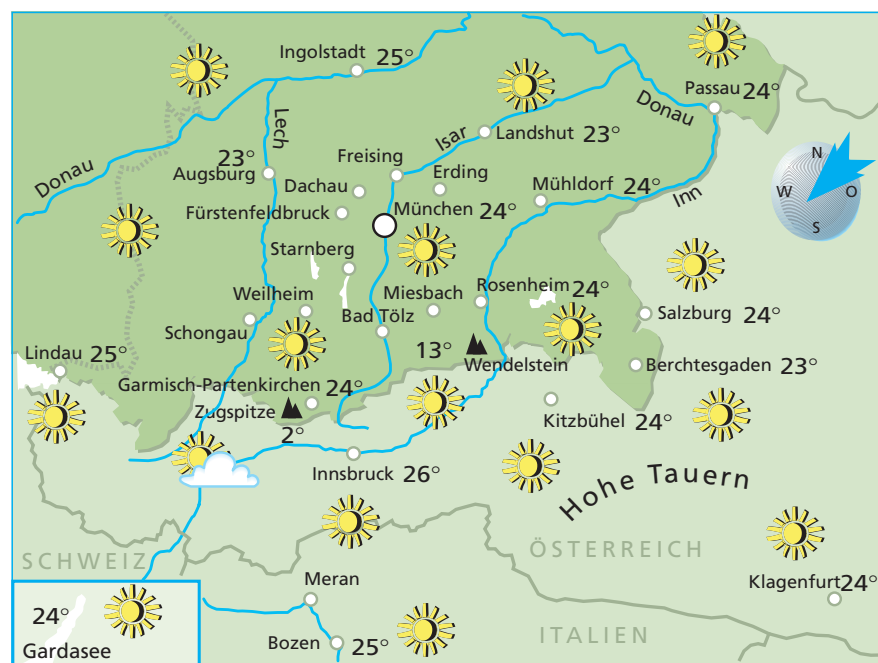 Ingolstadt 25°
Passau 24°
Donau
Lech
Isar
Landshut 23°
Donau
23°
Augsburg
Freising
Erding
Dachau
Mühldorf 24°
Inn
N
W O
S
Fürstenfeldbruck
München 24°
Starnberg
Weilheim
Miesbach
Rosenheim 24°
Schongau
Bad Tölz
Salzburg 24°
Lindau 25°
13°
Wendelstein
Berchtesgaden 23°
Garmisch-Partenkirchen 24°
Zugspitze
2°
Kitzbühel 24°
Innsbruck 26°
Hohe Tauern
SCHWEIZ
ÖSTERREICH
Meran
Klagenfurt 24°
24°
Gardasee
Bozen 25°
ITALIEN